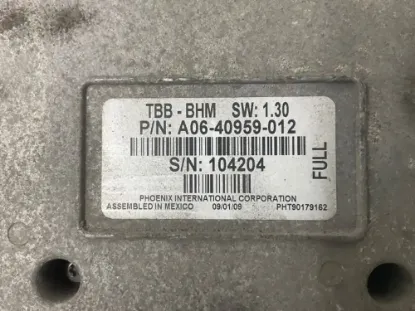 TBB - BHM SW: 1.30
P/N: A06-40959-012
S/N: 104204
FULL
PHOENIX INTERNATIONAL CORPORATION
ASSEMBLED IN MEXICO 09/01/09 PHT90179162